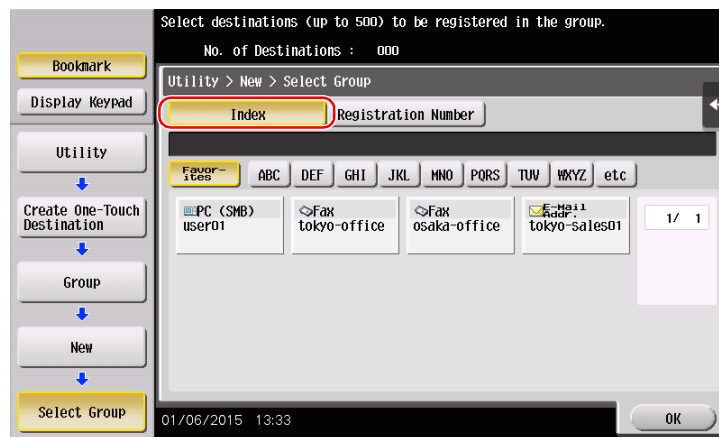 Select destinations (up to 500) to be registered in the group.
No. of Destinations : 000
Bookmark
Display Keypad
Utility
Create One-Touch
Destination
Group
New
Select Group
Utility > New > Select Group
Index
Registration Number
Favor-
ites
ABC
DEF
GHI
JKL
MNO
PQRS
TUV
WXYZ
etc
PC (SMB)
user01
Fax
tokyo-office
Fax
osaka-office
E-Mail
Addr.
tokyo-sales01
1/ 1
01/06/2015 13:33
OK